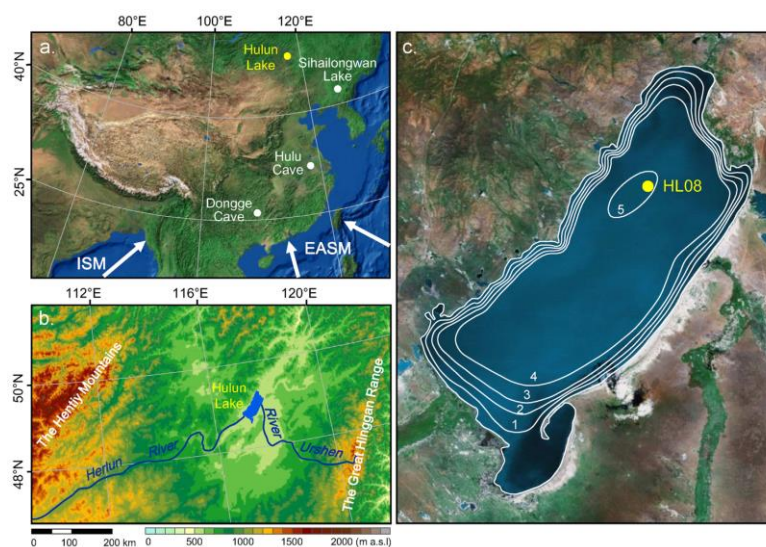 80°E
100°E
120°E
a.
40°N
25°N
Hulun
Lake
Sihailongwan
Lake
Hulu
Cave
Dongge
Cave
ISM
EASM
112°E
116°E
120°E
b.
50°N
48°N
The Hentiy Mountains
Hulun
Lake
Herlun
River
River
Urshen
The Great Hinggan Range
0
100
200 km
0
500
1000
1500
2000 (m a.s.l)
c.
HL08
5
4
3
2
1